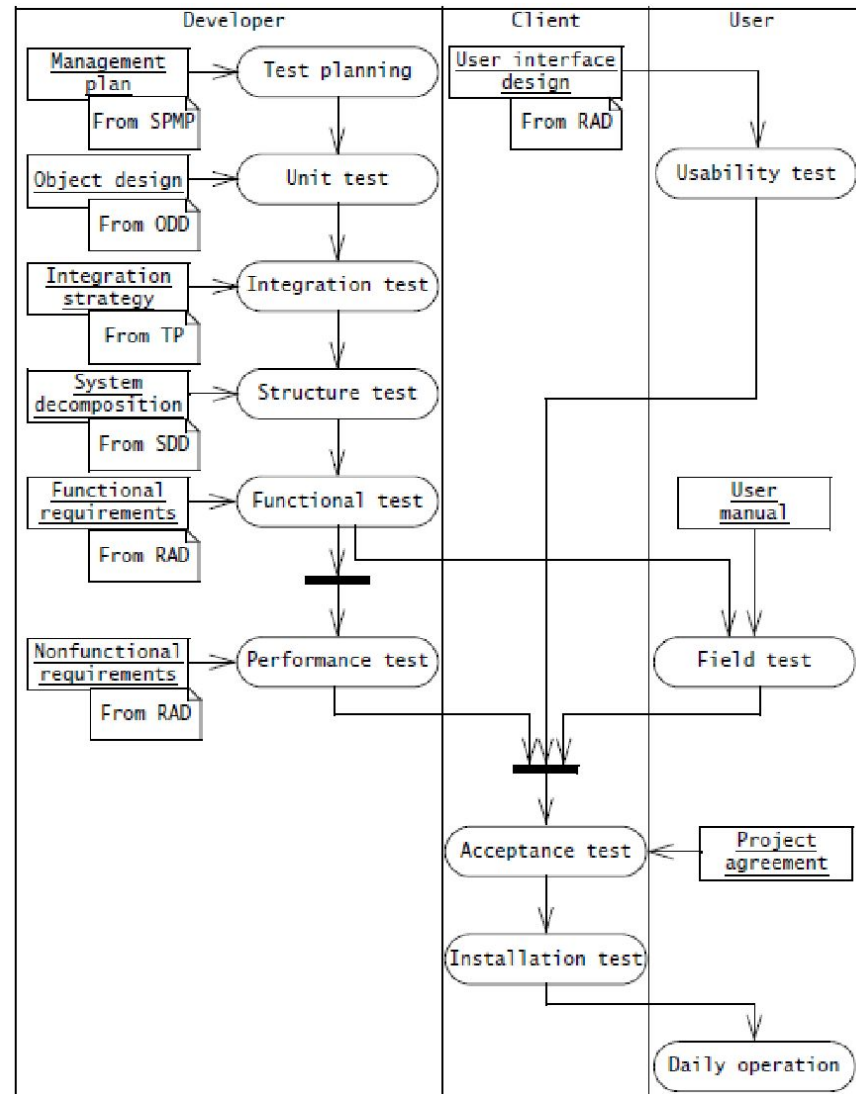 Developer
Client
User
Management
plan
From SPMP
Test planning
User interface
design
From RAD
Usability test
Object design
From ODD
Unit test
Integration
strategy
From TP
Integration test
System
decomposition
From SDD
Structure test
Functional
requirements
From RAD
Functional test
User
manual
Nonfunctional
requirements
From RAD
Performance test
Field test
Acceptance test
Project
agreement
Installation test
Daily operation